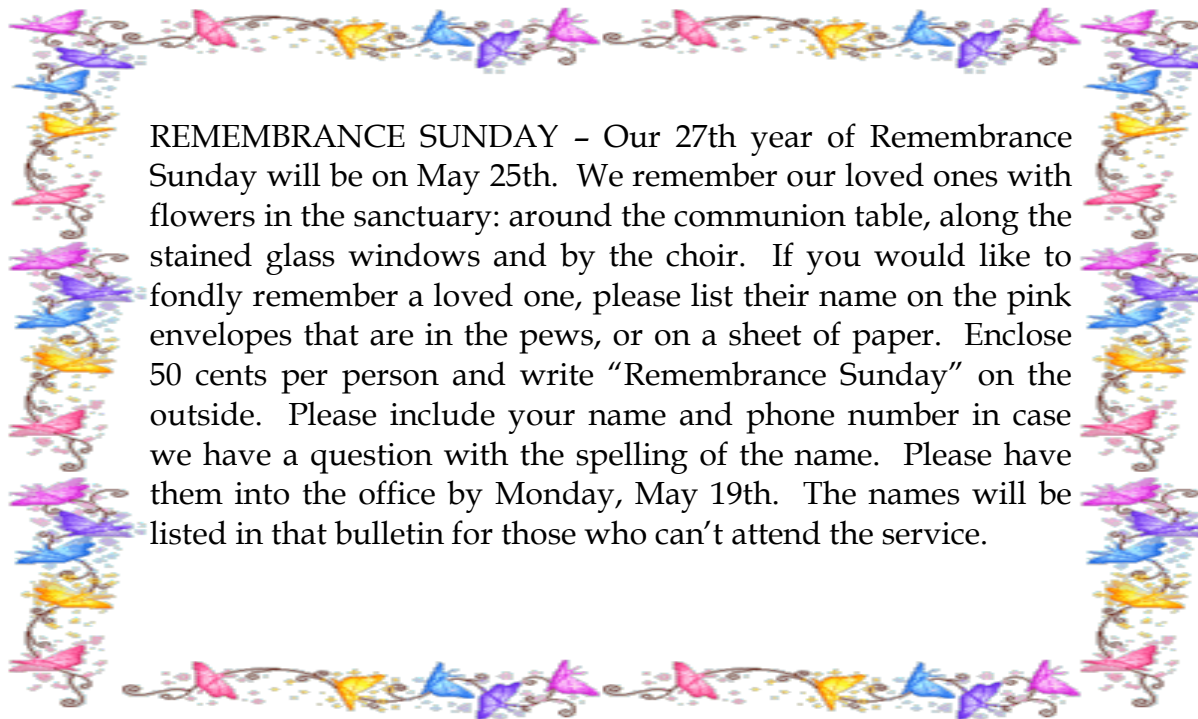 REMEMBRANCE SUNDAY – Our 27th year of Remembrance
Sunday will be on May 25th. We remember our loved ones with
flowers in the sanctuary: around the communion table, along the
stained glass windows and by the choir. If you would like to
fondly remember a loved one, please list their name on the pink
envelopes that are in the pews, or on a sheet of paper. Enclose
50 cents per person and write “Remembrance Sunday” on the
outside. Please include your name and phone number in case
we have a question with the spelling of the name. Please have
them into the office by Monday, May 19th. The names will be
listed in that bulletin for those who can’t attend the service.